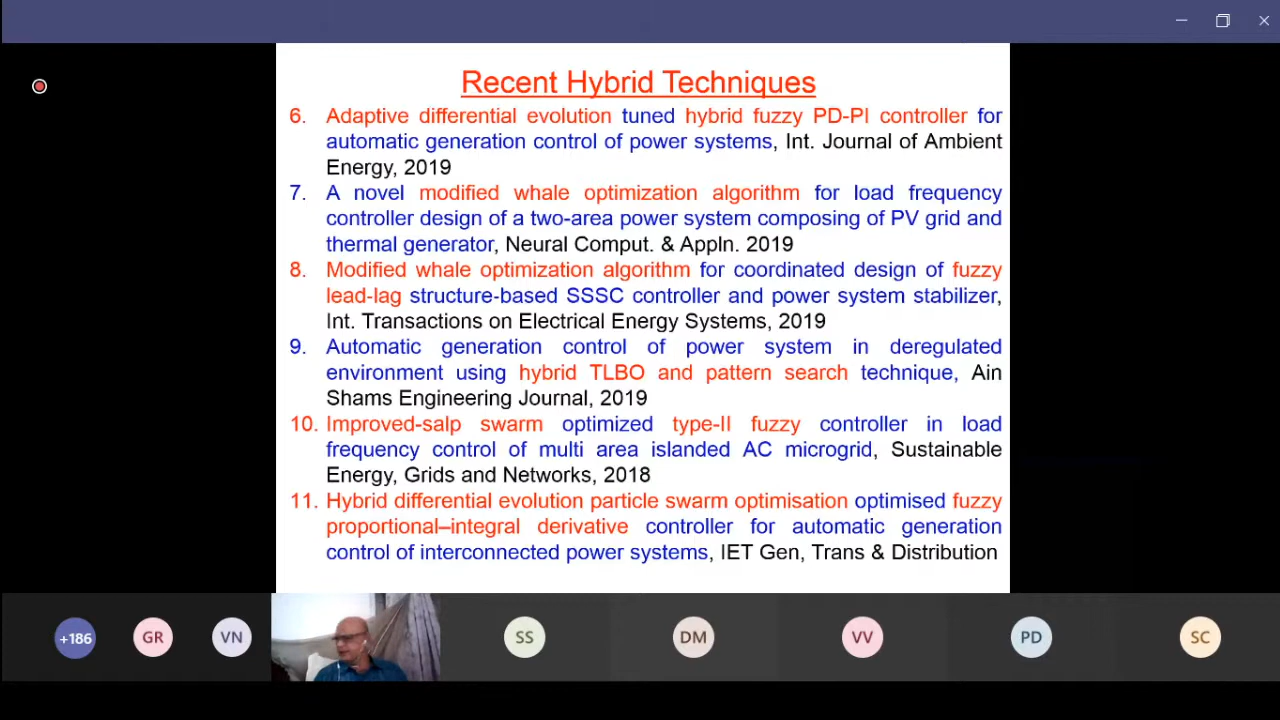 Recent Hybrid Techniques
6. Adaptive differential evolution tuned hybrid fuzzy PD-PI controller for
automatic generation control of power systems, Int. Journal of Ambient
Energy, 2019
7. A novel modified whale optimization algorithm for load frequency
controller design of a two-area power system composing of PV grid and
thermal generator, Neural Comput. & Appln. 2019
8. Modified whale optimization algorithm for coordinated design of fuzzy
lead-lag structure-based SSSC controller and power system stabilizer,
Int. Transactions on Electrical Energy Systems, 2019
9. Automatic generation control of power system in deregulated
environment using hybrid TLBO and pattern search technique, Ain
Shams Engineering Journal, 2019
10. Improved-salp swarm optimized type-II fuzzy controller in load
frequency control of multi area islanded AC microgrid, Sustainable
Energy, Grids and Networks, 2018
11. Hybrid differential evolution particle swarm optimisation optimised fuzzy
proportional–integral derivative controller for automatic generation
control of interconnected power systems, IET Gen, Trans & Distribution
+186 GR VN SS DM VV PD SC